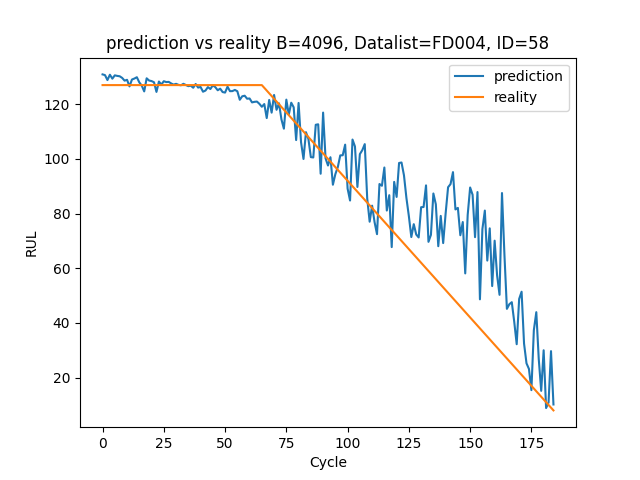 prediction vs reality B=4096, Datalist=FD004, ID=58
prediction
reality
120
100
80
60
40
20
RUL
0 25 50 75 100 125 150 175
Cycle